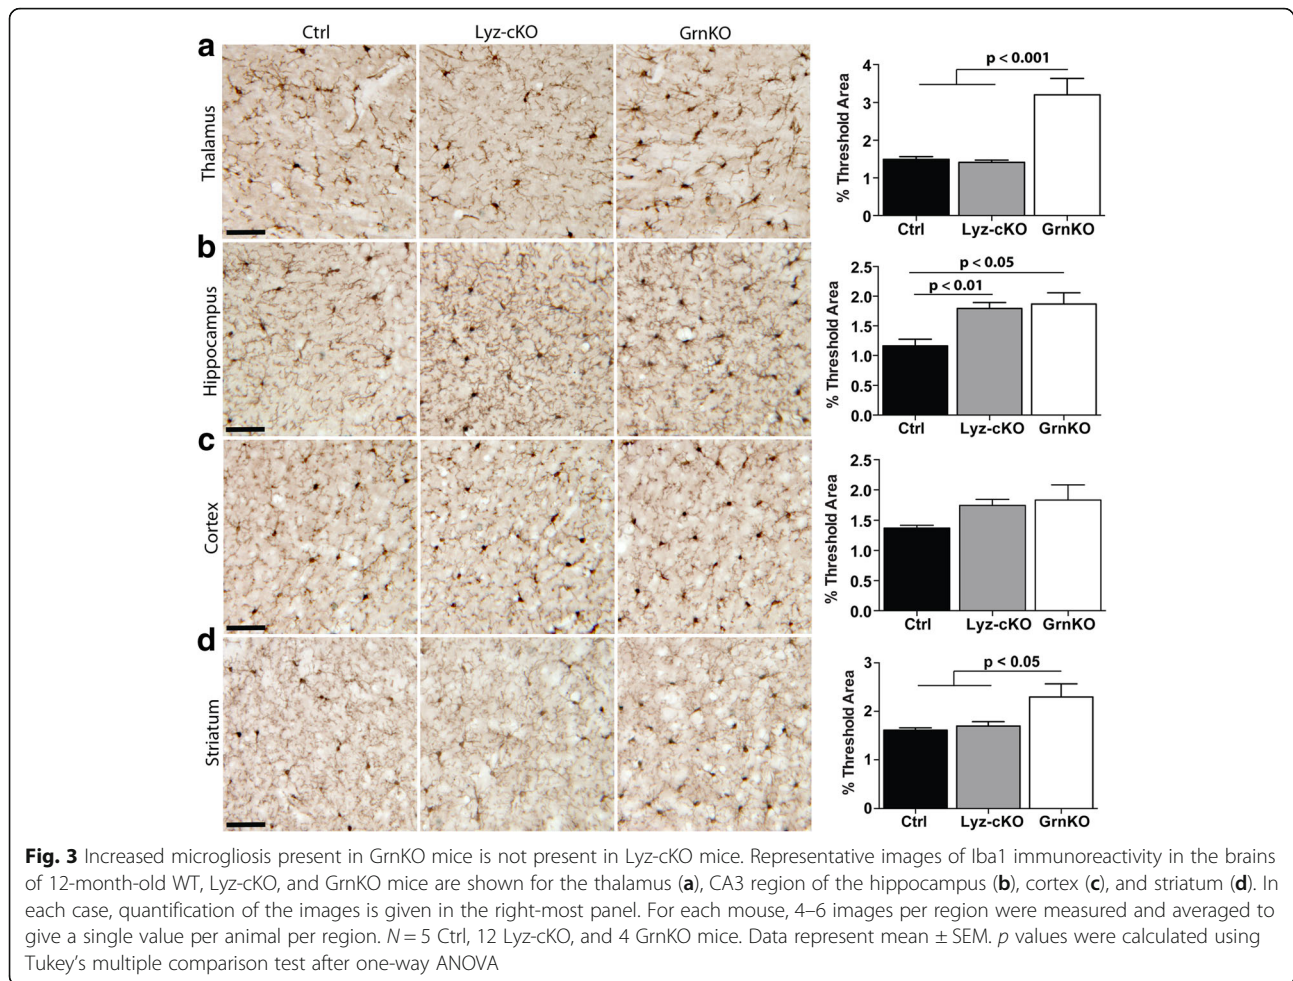 Ctrl Lyz-cKO GrnKO
a
Thalamus
% Threshold Area
4
3
2
1
0
p < 0.001
Ctrl Lyz-cKO GrnKO
b
Hippocampus
% Threshold Area
2.5
2.0
1.5
1.0
0.5
0.0
p < 0.05
p < 0.01
Ctrl Lyz-cKO GrnKO
c
Cortex
% Threshold Area
2.5
2.0
1.5
1.0
0.5
0.0
Ctrl Lyz-cKO GrnKO
d
Striatum
% Threshold Area
3
2
1
0
p < 0.05
Ctrl Lyz-cKO GrnKO
Fig. 3 Increased microgliosis present in GrnKO mice is not present in Lyz-cKO mice. Representative images of Iba1 immunoreactivity in the brains
of 12-month-old WT, Lyz-cKO, and GrnKO mice are shown for the thalamus (a), CA3 region of the hippocampus (b), cortex (c), and striatum (d). In
each case, quantification of the images is given in the right-most panel. For each mouse, 4–6 images per region were measured and averaged to
give a single value per animal per region. N = 5 Ctrl, 12 Lyz-cKO, and 4 GrnKO mice. Data represent mean ± SEM. p values were calculated using
Tukey's multiple comparison test after one-way ANOVA